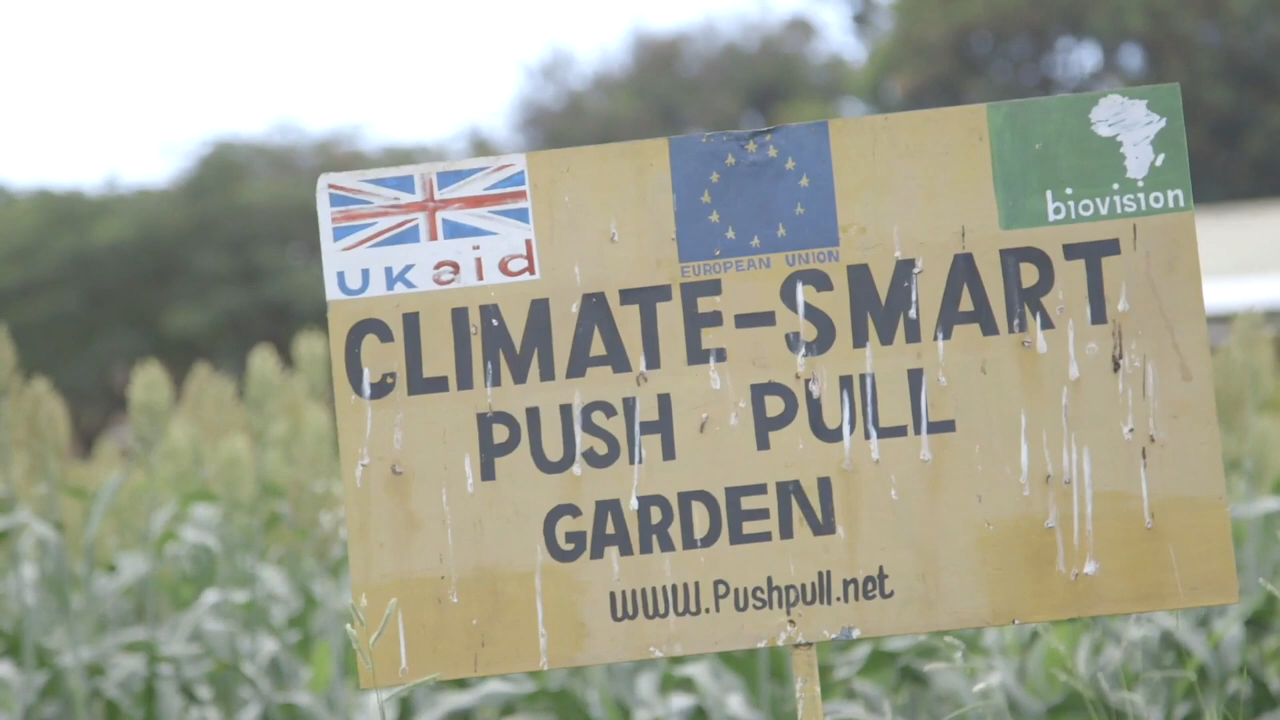 UKaid
EUROPEAN UNION
biovision
CLIMATE-SMART
PUSH PULL
GARDEN
www.Pushpull.net